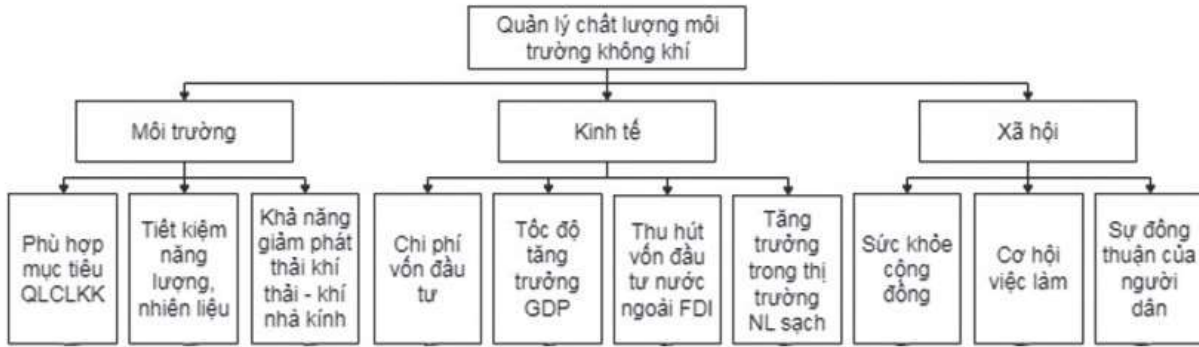 Quản lý chất lượng môi
trường không khí
Môi trường
Kinh tế
Xã hội
Phù hợp
mục tiêu
QLCLKK
Tiết kiệm
năng
lượng,
nhiên liệu
Khả năng
giảm phát
thải khí
thải - khí
nhà kính
Chi phí
vốn đầu
tư
Tốc độ
tăng
trưởng
GDP
Thu hút
vốn đầu
tư nước
ngoài FDI
Tăng
trưởng
trong thị
trường
NL sạch
Sức khỏe
cộng
đồng
Cơ hội
việc làm
Sự đồng
thuận của
người
dân